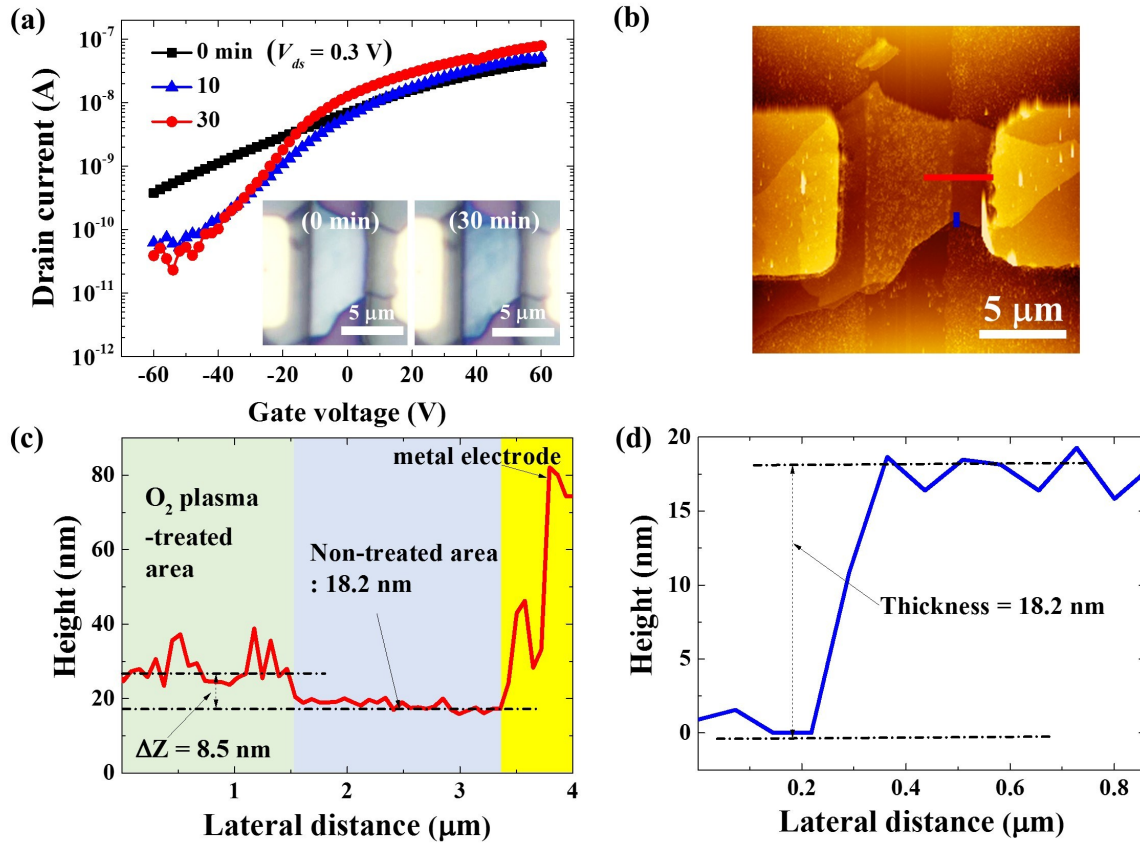 (a)
10⁻⁷
10⁻⁸
10⁻⁹
10⁻¹⁰
10⁻¹¹
10⁻¹²
Drain current (A)
0 min (V_ds = 0.3 V)
10
30
(0 min)
(30 min)
5 µm
5 µm
-60 -40 -20 0 20 40 60
Gate voltage (V)
(b)
5 µm
(c)
80
60
40
20
0
Height (nm)
O₂ plasma
-treated
area
Non-treated area
: 18.2 nm
metal electrode
ΔZ = 8.5 nm
1 2 3 4
Lateral distance (µm)
(d)
20
15
10
5
0
Height (nm)
Thickness = 18.2 nm
0.2 0.4 0.6 0.8
Lateral distance (µm)